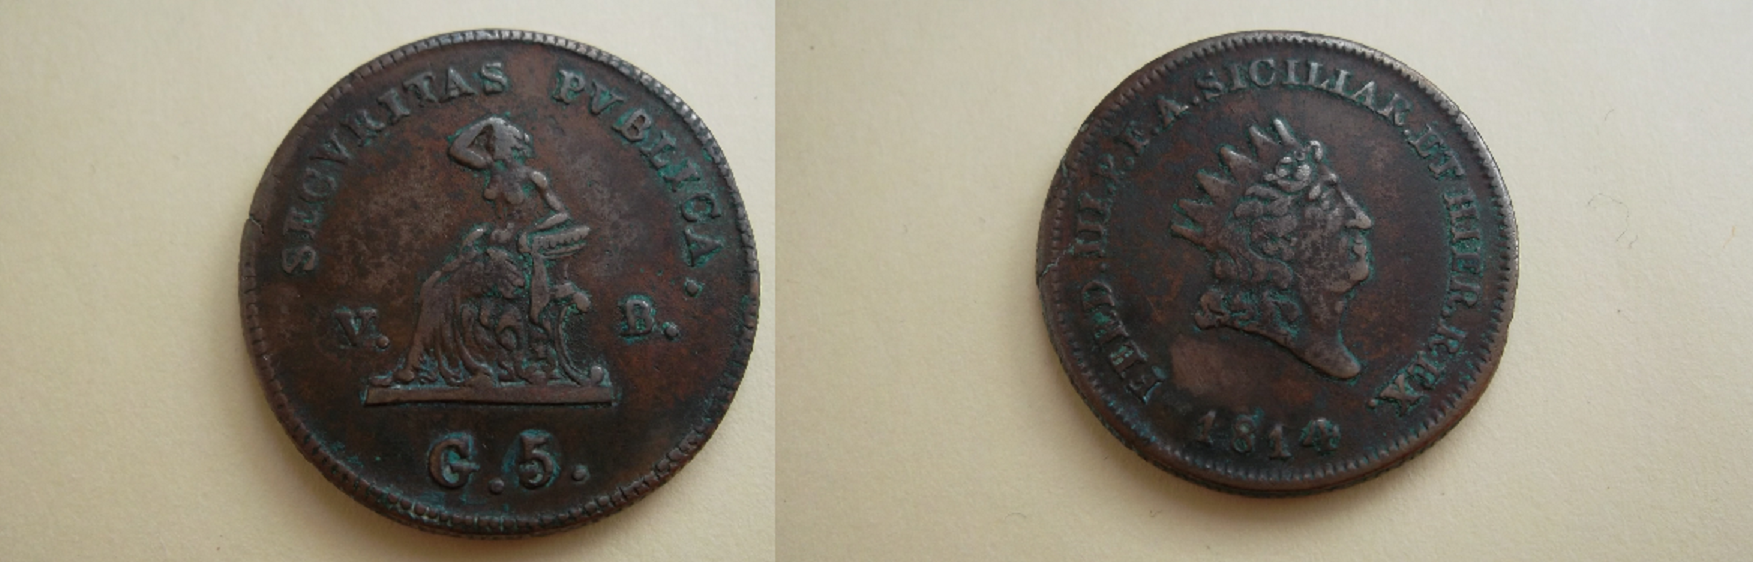 SECVRITAS PVBLICA.
V. B.
G.5.
FERD.III.P.F.A.SICILIAR.ET HIER.REX.
1814